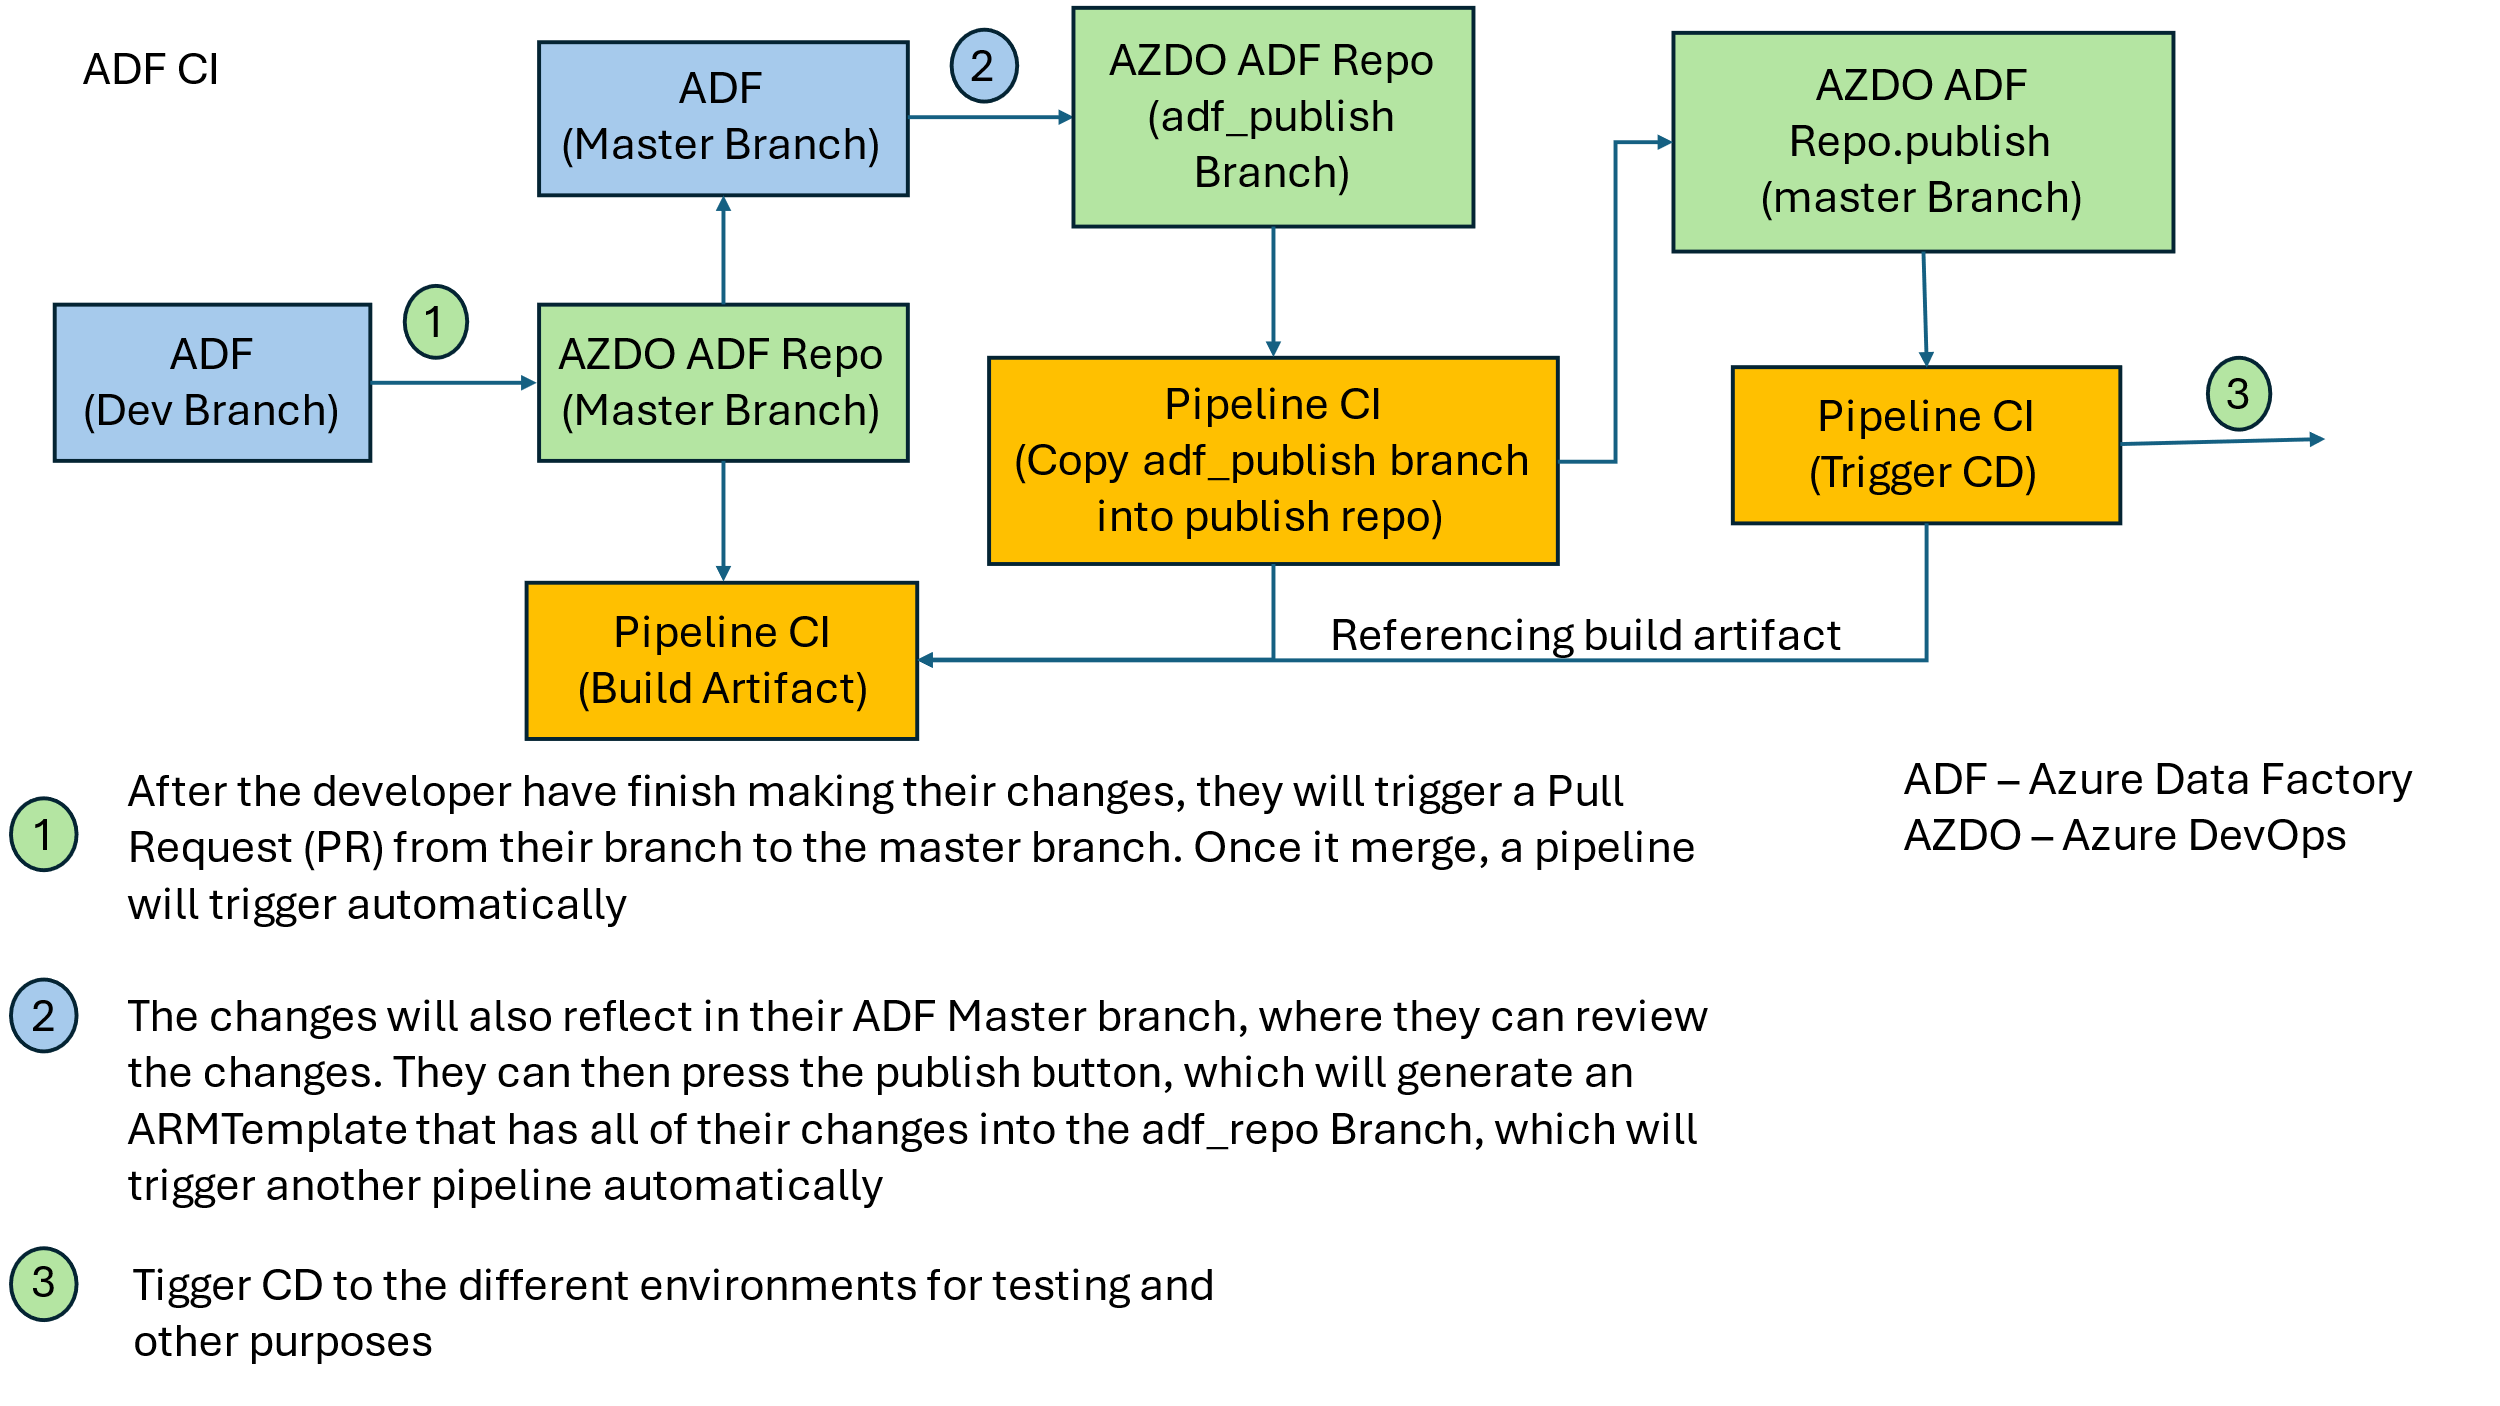 ADF CI
ADF
(Master Branch)
2
AZDO ADF Repo
(adf_publish
Branch)
AZDO ADF
Repo.publish
(master Branch)
ADF
(Dev Branch)
1
AZDO ADF Repo
(Master Branch)
Pipeline CI
(Copy adf_publish branch
into publish repo)
Pipeline CI
(Trigger CD)
3
Pipeline CI
(Build Artifact)
Referencing build artifact
1
After the developer have finish making their changes, they will trigger a Pull
Request (PR) from their branch to the master branch. Once it merge, a pipeline
will trigger automatically
ADF – Azure Data Factory
AZDO – Azure DevOps
2
The changes will also reflect in their ADF Master branch, where they can review
the changes. They can then press the publish button, which will generate an
ARMTemplate that has all of their changes into the adf_repo Branch, which will
trigger another pipeline automatically
3
Tigger CD to the different environments for testing and
other purposes